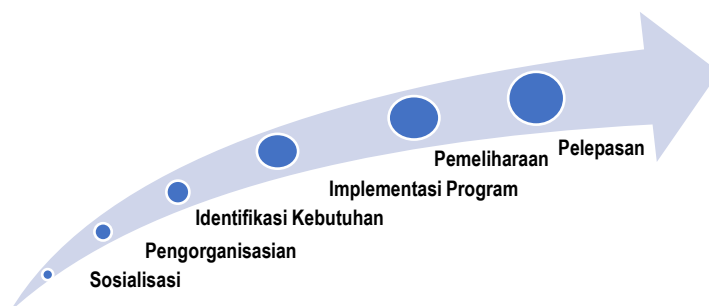 Sosialisasi
Pengorganisasian
Identifikasi Kebutuhan
Implementasi Program
Pemeliharaan
Pelepasan